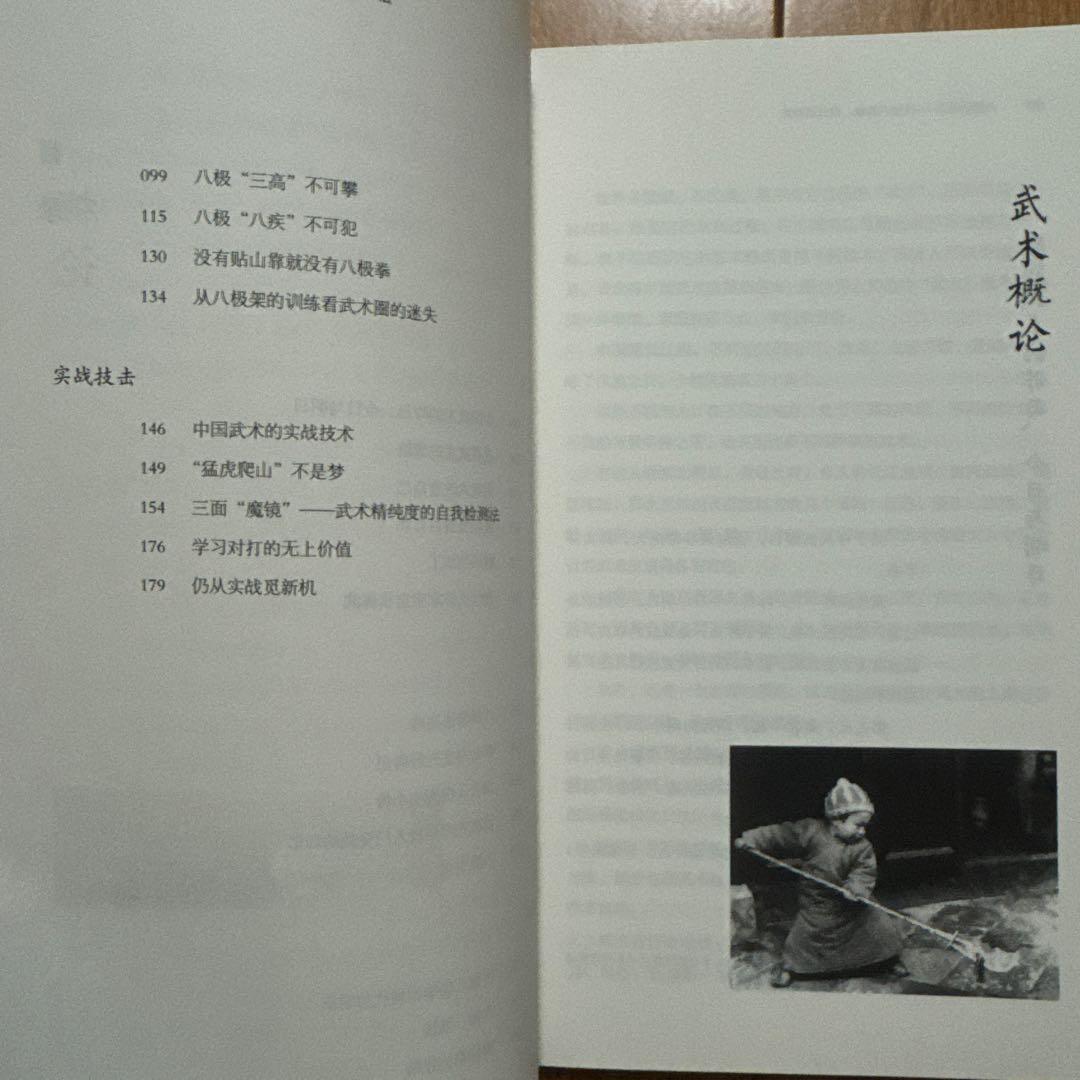 099 八极“三高”不可攀
115 八极“八疾”不可犯
130 没有贴山靠就没有八极拳
134 从八极架的训练看武术圈的迷失
实战技击
146 中国武术的实战技术
149 “猛虎爬山”不是梦
154 三面“魔镜”——武术精纯度的自我检测法
176 学习对打的无上价值
179 仍从实战觅新机
武术概论